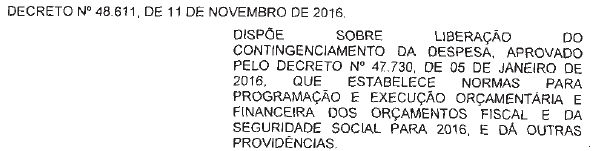 DECRETO Nº 48.611, DE 11 DE NOVEMBRO DE 2016.
DISPÕE SOBRE LIBERAÇÃO DO
CONTINGENCIAMENTO DA DESPESA, APROVADO
PELO DECRETO Nº 47.730, DE 05 DE JANEIRO DE
2016, QUE ESTABELECE NORMAS PARA
PROGRAMAÇÃO E EXECUÇÃO ORÇAMENTÁRIA E
FINANCEIRA DOS ORÇAMENTOS FISCAL E DA
SEGURIDADE SOCIAL PARA 2016, E DÁ OUTRAS
PROVIDÊNCIAS.